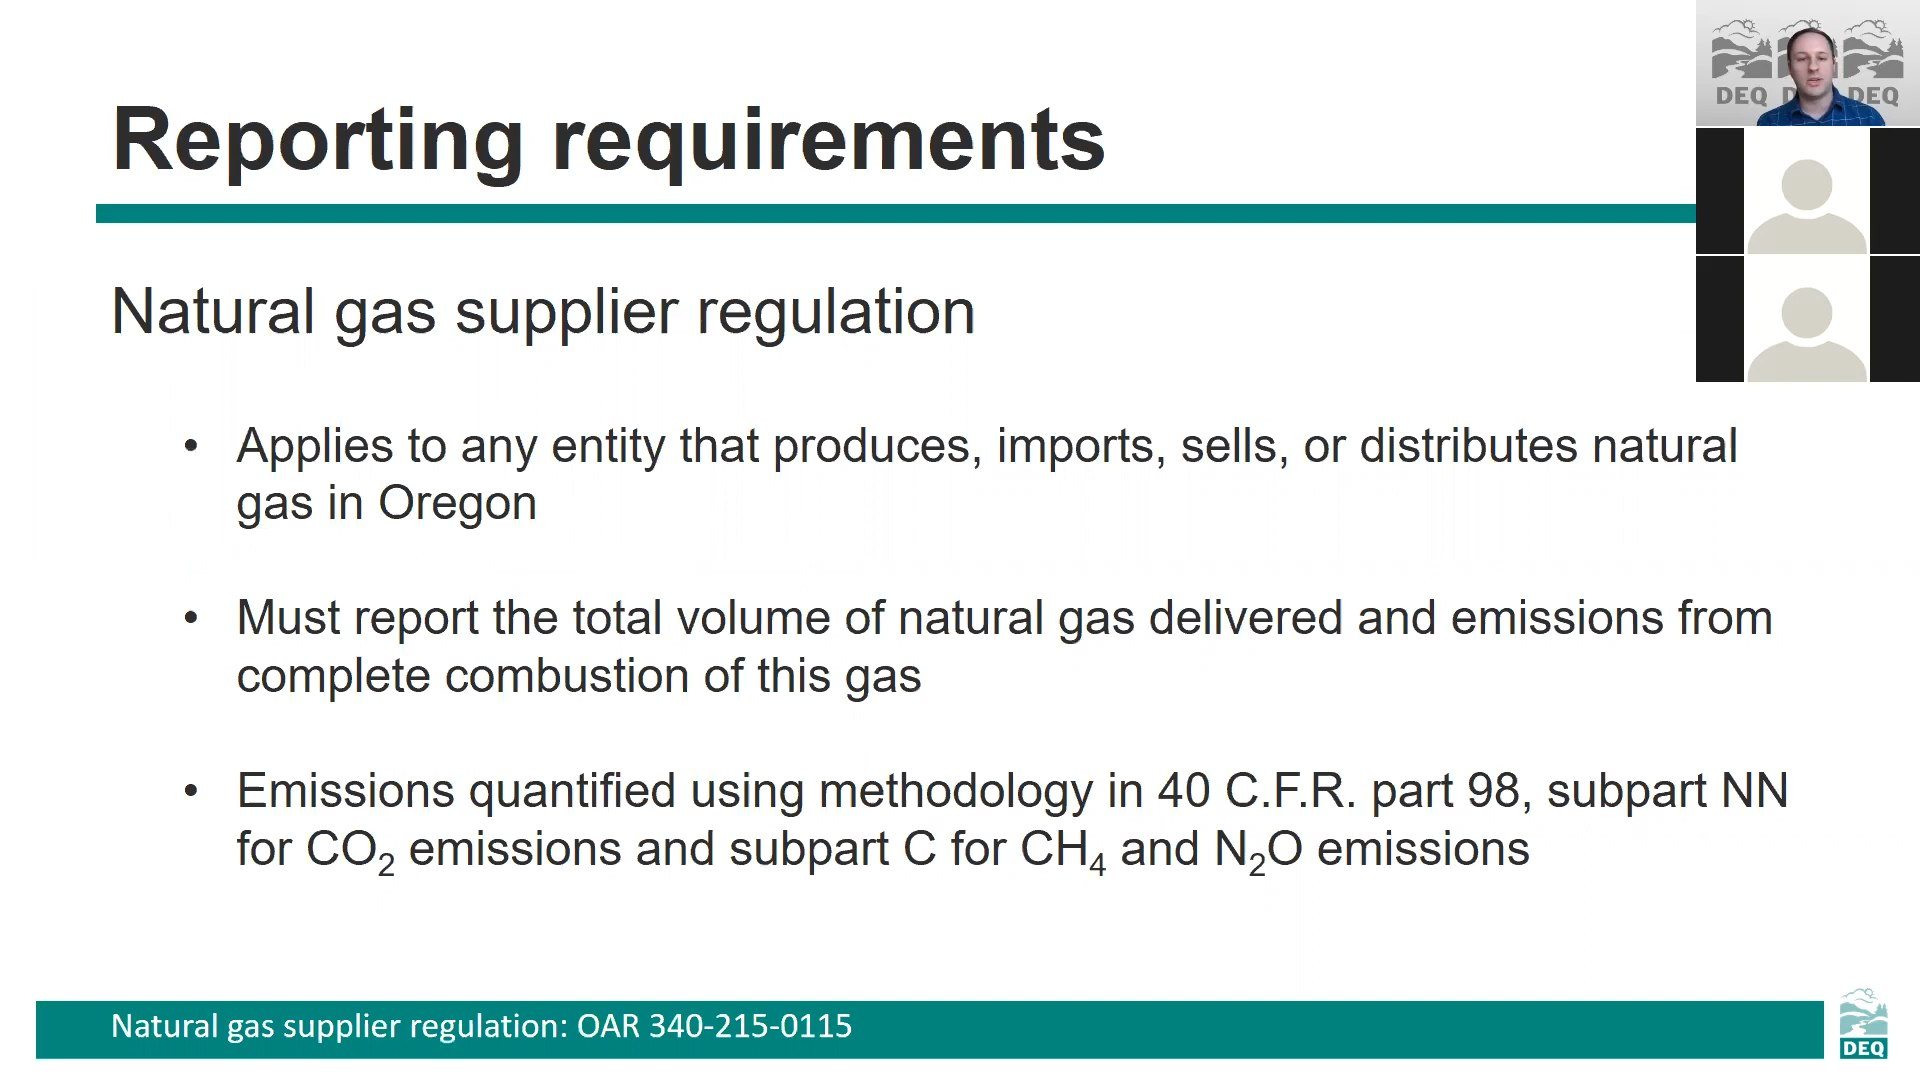 Reporting requirements
Natural gas supplier regulation
• Applies to any entity that produces, imports, sells, or distributes natural
gas in Oregon
• Must report the total volume of natural gas delivered and emissions from
complete combustion of this gas
• Emissions quantified using methodology in 40 C.F.R. part 98, subpart NN
for CO₂ emissions and subpart C for CH₄ and N₂O emissions
Natural gas supplier regulation: OAR 340-215-0115
DEQ
DEQ D DEQ